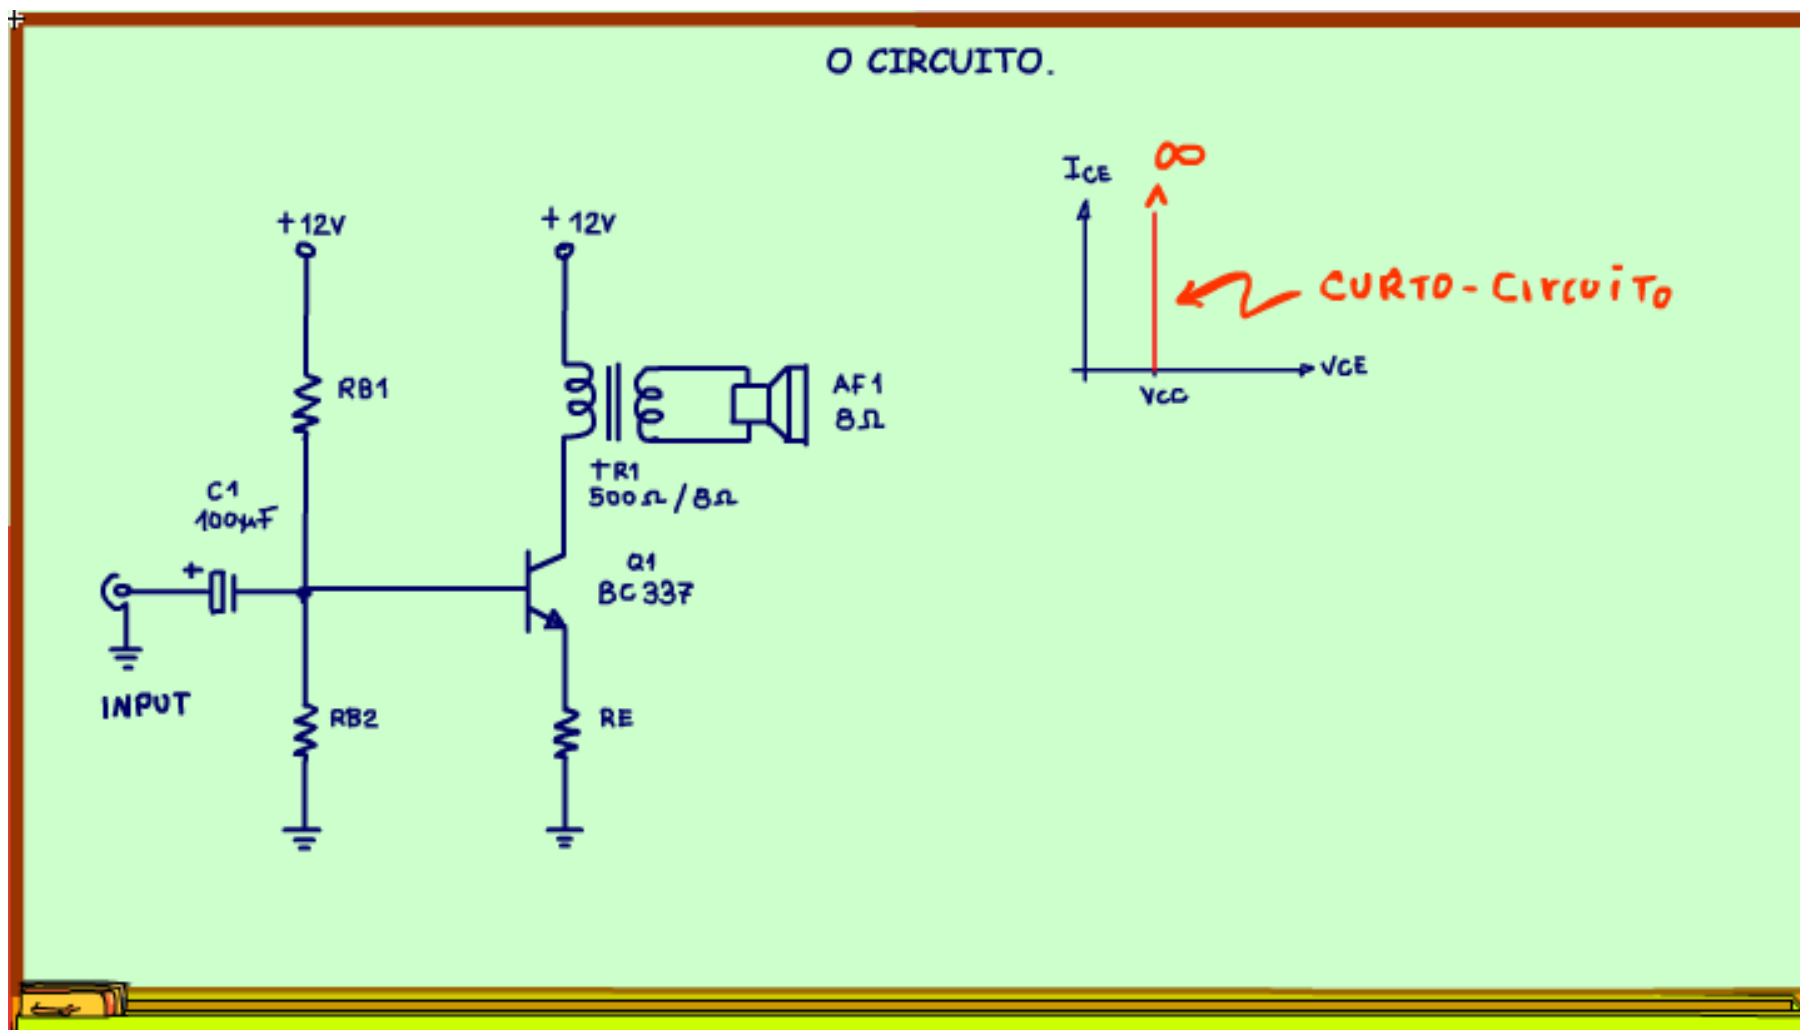 O CIRCUITO.
+12V
+12V
RB1
C1
100µF
INPUT
RB2
AF1
8Ω
TR1
500Ω/8Ω
Q1
BC337
RE
ICE
∞
CURTO-CIRCUITO
VCE
VCC